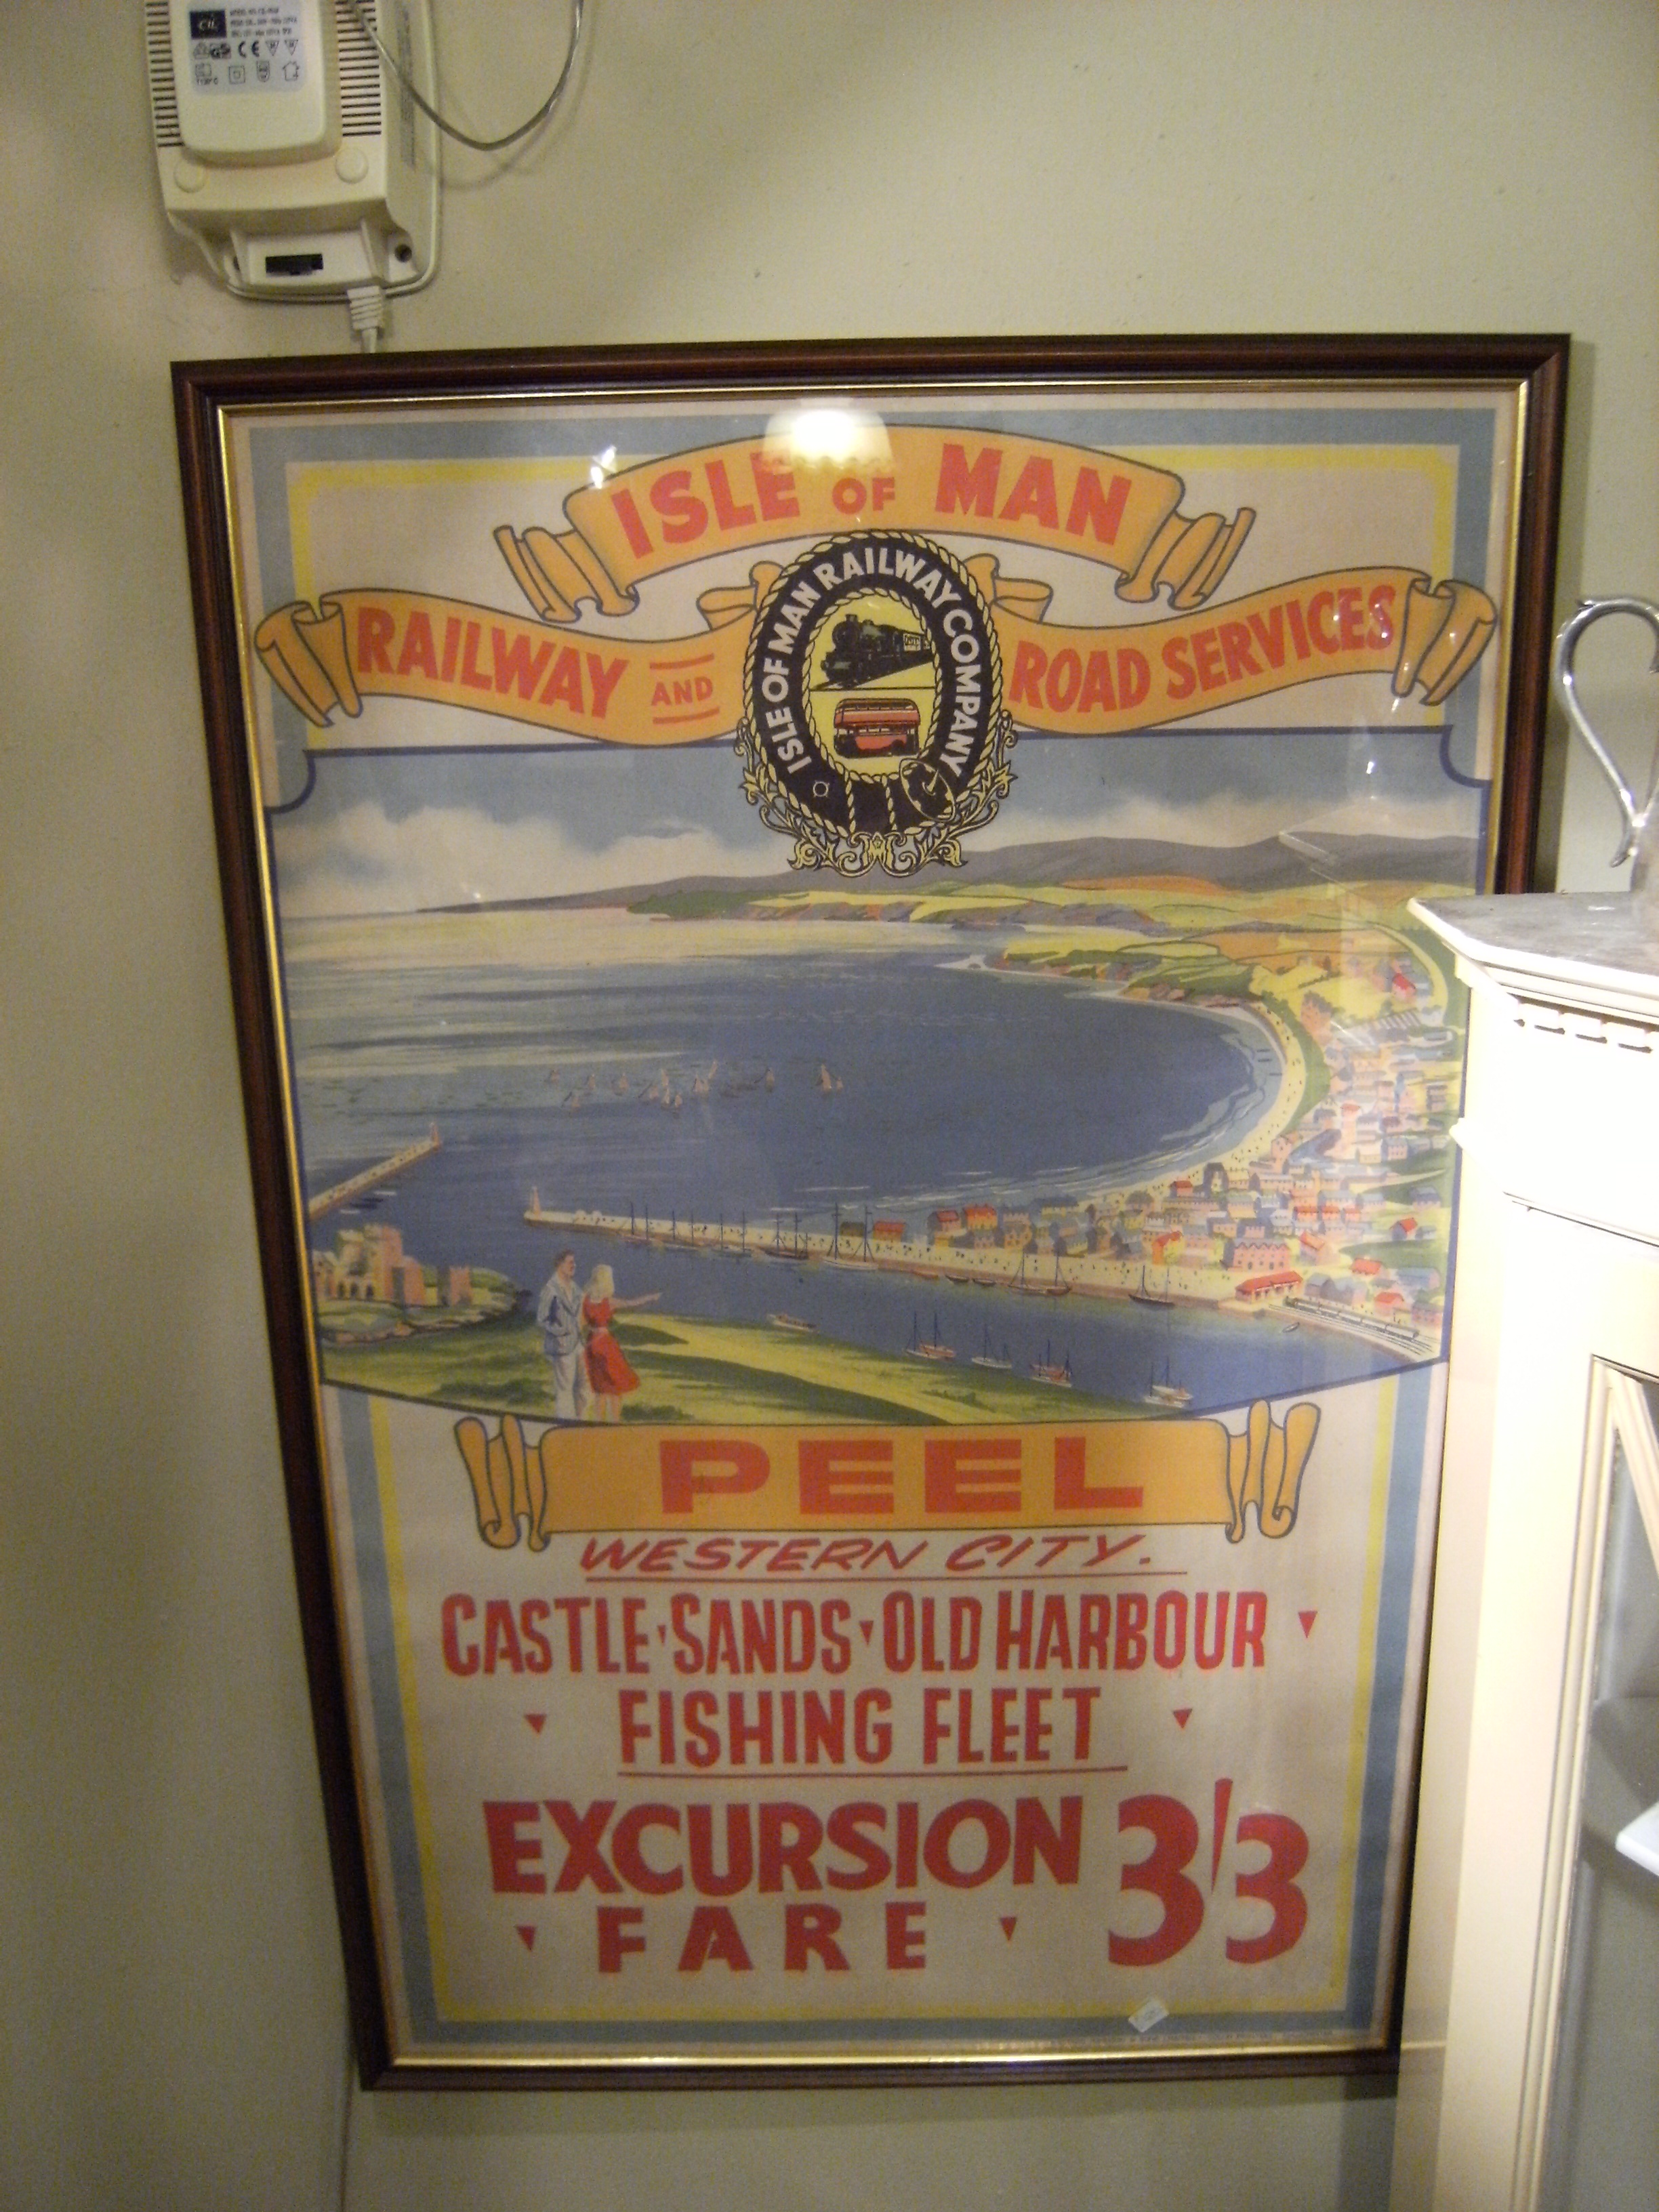 ISLE OF MAN
RAILWAY AND ROAD SERVICES
ISLE OF MAN RAILWAY COMPANY
PEEL
WESTERN CITY.
CASTLE ▾ SANDS ▾ OLD HARBOUR ▾
▾ FISHING FLEET ▾
EXCURSION 3/3
▾ FARE ▾